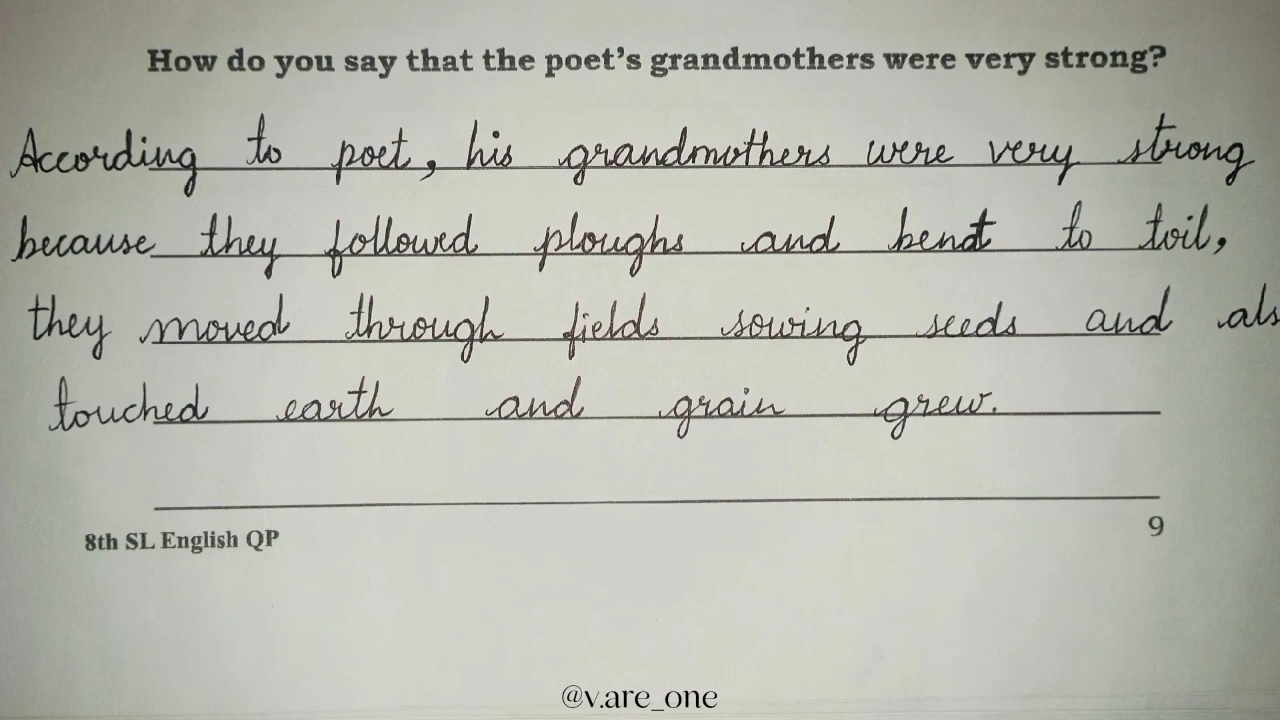 How do you say that the poet's grandmothers were very strong?
According to poet, his grandmothers were very strong
because they followed ploughs and bent to toil,
they moved through fields sowing seeds and als
touched earth and grain grew.
8th SL English QP
9
@v.are_one